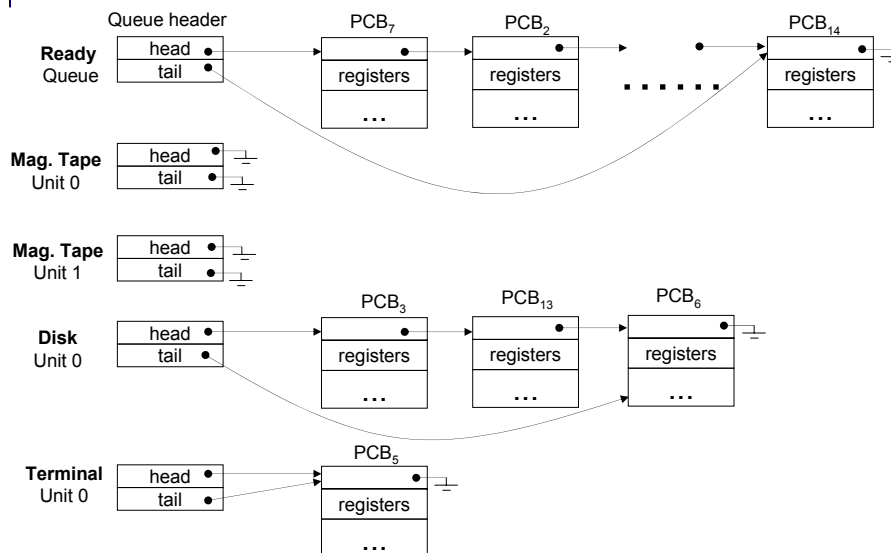 Queue header
PCB7
PCB2
PCB14
Ready
Queue
head
tail
registers
...
registers
...
......
registers
...
Mag. Tape
Unit 0
head
tail
Mag. Tape
Unit 1
head
tail
PCB3
PCB13
PCB6
Disk
Unit 0
head
tail
registers
...
registers
...
registers
...
Terminal
Unit 0
head
tail
PCB5
registers
...